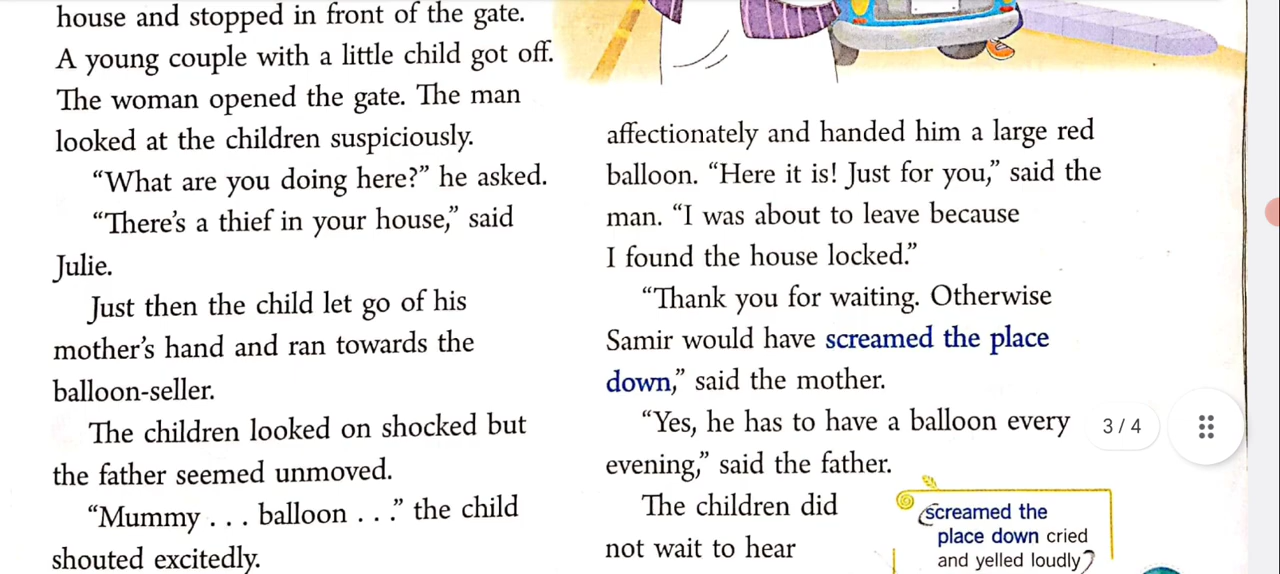 house and stopped in front of the gate.
A young couple with a little child got off.
The woman opened the gate. The man
looked at the children suspiciously.
“What are you doing here?” he asked.
“There’s a thief in your house,” said
Julie.
Just then the child let go of his
mother’s hand and ran towards the
balloon-seller.
The children looked on shocked but
the father seemed unmoved.
“Mummy . . . balloon . . .” the child
shouted excitedly.
affectionately and handed him a large red
balloon. “Here it is! Just for you,” said the
man. “I was about to leave because
I found the house locked.”
“Thank you for waiting. Otherwise
Samir would have screamed the place
down,” said the mother.
“Yes, he has to have a balloon every
evening,” said the father.
The children did
not wait to hear
screamed the
place down cried
and yelled loudly
3 / 4